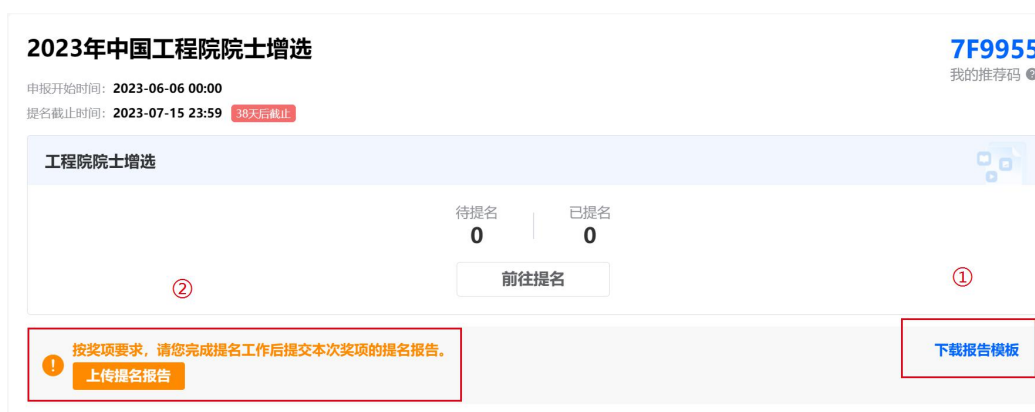 2023年中国工程院院士增选
7F9955
我的推荐码
申报开始时间：2023-06-06 00:00
提名截止时间：2023-07-15 23:59 38天后截止
工程院院士增选
待提名 已提名
0 0
前往提名
② ①
按奖项要求，请您完成提名工作后提交本次奖项的提名报告。
下载报告模板
上传提名报告